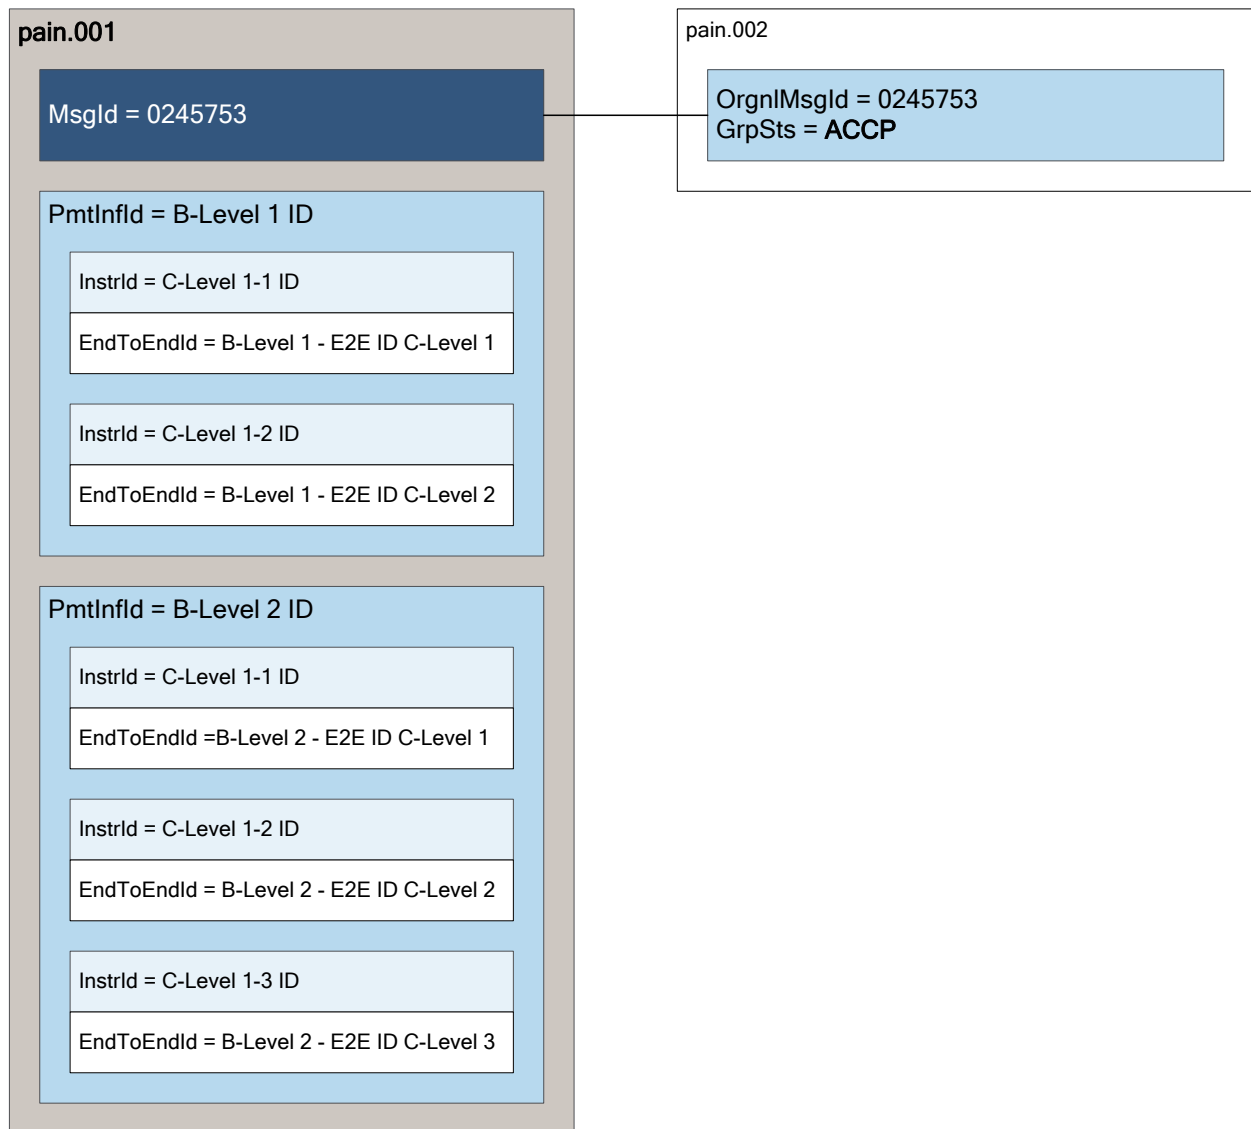 pain.001
MsgId = 0245753
PmtInfId = B-Level 1 ID
InstrId = C-Level 1-1 ID
EndToEndId = B-Level 1 - E2E ID C-Level 1
InstrId = C-Level 1-2 ID
EndToEndId = B-Level 1 - E2E ID C-Level 2
PmtInfId = B-Level 2 ID
InstrId = C-Level 1-1 ID
EndToEndId =B-Level 2 - E2E ID C-Level 1
InstrId = C-Level 1-2 ID
EndToEndId = B-Level 2 - E2E ID C-Level 2
InstrId = C-Level 1-3 ID
EndToEndId = B-Level 2 - E2E ID C-Level 3
pain.002
OrgnlMsgId = 0245753
GrpSts = ACCP